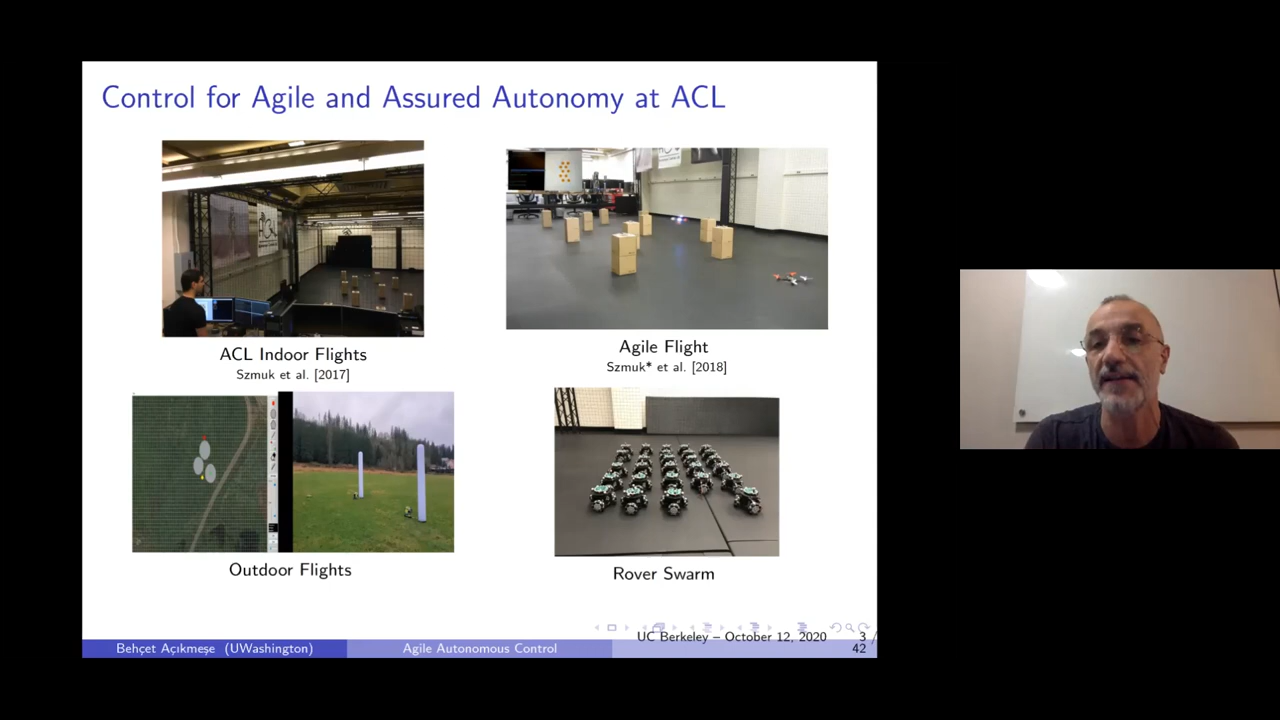 Control for Agile and Assured Autonomy at ACL
ACL Indoor Flights
Szmuk et al. [2017]
Agile Flight
Szmuk* et al. [2018]
Outdoor Flights
Rover Swarm
UC Berkeley – October 12, 2020 3 /
Behçet Açıkmeşe (UWashington) Agile Autonomous Control 42